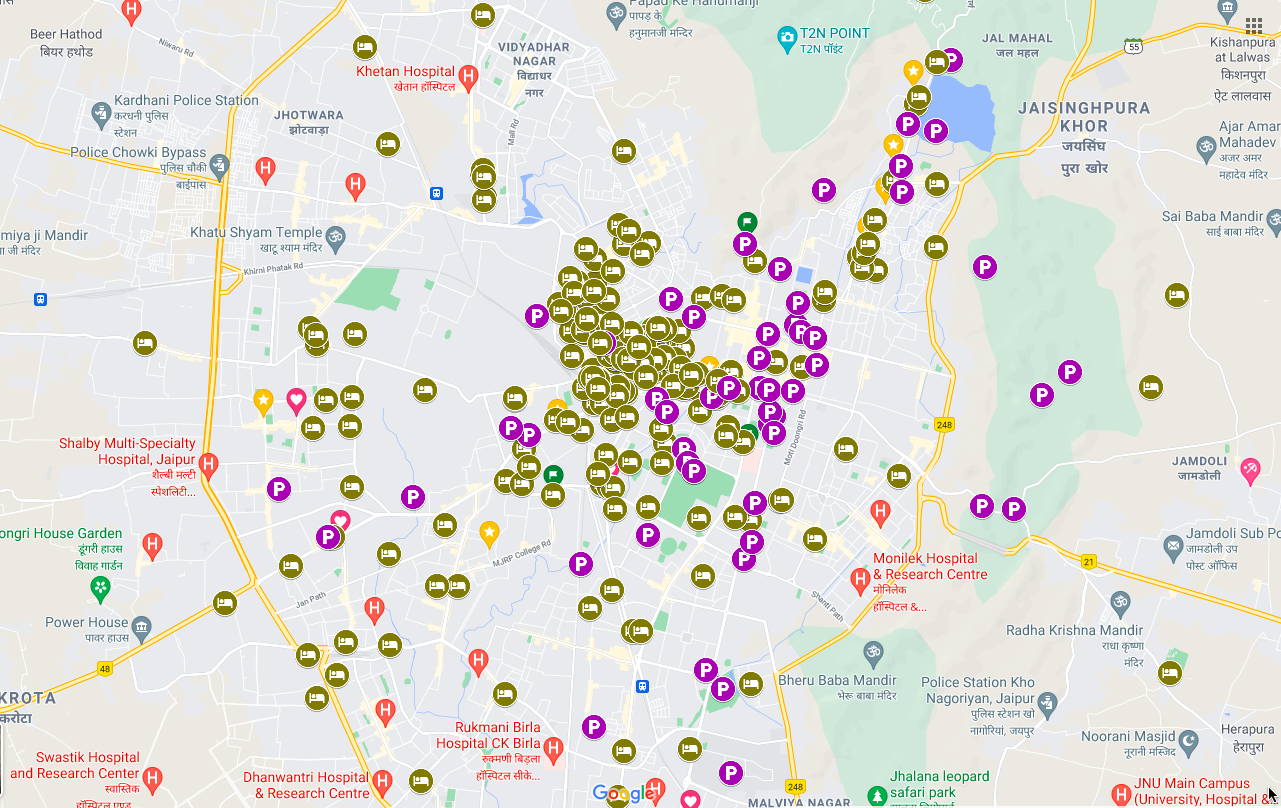 Beer Hathod
बियर हथोड
Niwaru Rd
VIDYADHAR
NAGAR
विद्याधर
नगर
Khetan Hospital
खेतान हॉस्पिटल
पापड़ के
हनुमानजी मन्दिर
T2N POINT
T2N पॉइंट
JAL MAHAL
जल महल
55
Kishanpura
at Lalwas
किशनपुरा
ऐट लालवास
Kardhani Police Station
करधनी पुलिस
स्टेशन
JHOTWARA
झोटवाड़ा
Mall Rd
JAISINGHPURA
KHOR
जयसिंघ
पुरा खोर
Ajar Amar
Mahadev
अजर अमर
महादेव मंदिर
Police Chowki Bypass
पुलिस चौकी
बाईपास
miya ji Mandir
जी मंदिर
Khatu Shyam Temple
खाटू श्याम मंदिर
Khirni Phatak Rd
Sai Baba Mandir
साई बाबा मंदिर
Moti Doongri Rd
248
Shalby Multi-Specialty
Hospital, Jaipur
शैल्बी मल्टी
स्पेशलिटी...
JAMDOLI
जामडोली
ongri House Garden
डूंगरी हाउस
विवाह गार्डन
MJRP College Rd
Jamdoli Sub Po
जामडोली उप
पोस्ट ऑफिस
Monilek Hospital
& Research Centre
मोनिलेक
हॉस्पिटल &...
21
Jan Path
Shanti Path
Power House
पावर हाउस
Radha Krishna Mandir
राधा कृष्णा
मंदिर
48
KROTA
करोटा
Bheru Baba Mandir
भेरू बाबा मंदिर
Police Station Kho
Nagoriyan, Jaipur
पुलिस स्टेशन खो
नागोरियां, जयपुर
Rukmani Birla
Hospital CK Birla
रुक्मणी बिड़ला
हॉस्पिटल सीके...
Noorani Masjid
नूरानी मस्जिद
Herapura
हेरापुरा
Swastik Hospital
and Research Center
स्वास्तिक
Dhanwantri Hospital
& Research Centre
Google
248
MALVIYA NAGAR
Jhalana leopard
safari park
JNU Main Campus
(University, Hospital &